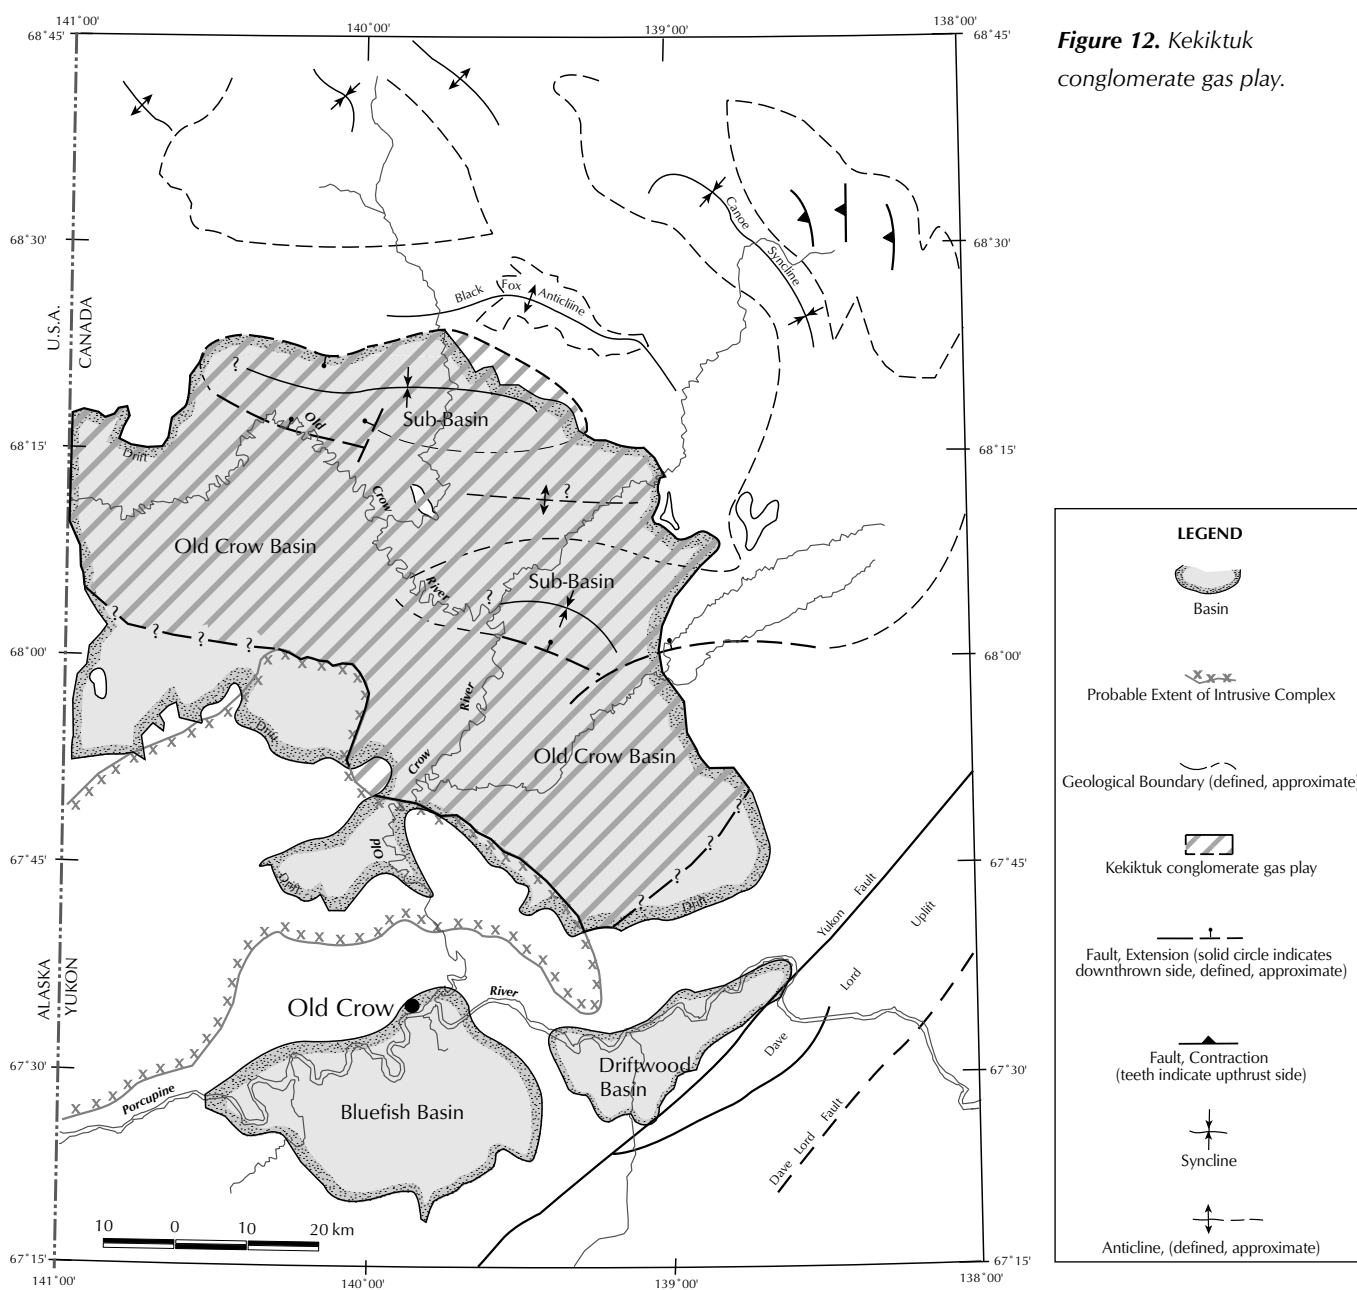 141°00'
140°00'
139°00'
138°00'
68°45'
68°45'
Figure 12. Kekiktuk
conglomerate gas play.
Canoe
Syncline
68°30'
68°30'
Black Fox Anticliine
U.S.A.
CANADA
?
Old
Sub-Basin
68°15'
68°15'
Drift
?
Crow
Old Crow Basin
Sub-Basin
River
?
?
?
?
?
68°00'
68°00'
River
Drift
Crow
Old Crow Basin
?
?
67°45'
67°45'
Old
Drift
?
?
Drift
Yukon Fault
Uplift
Lord
Dave
ALASKA
YUKON
Old Crow
River
Driftwood
Basin
67°30'
67°30'
Porcupine
Bluefish Basin
Dave Lord Fault
10 0 10 20 km
67°15'
67°15'
141°00'
140°00'
139°00'
138°00'
LEGEND
Basin
x x x
Probable Extent of Intrusive Complex
Geological Boundary (defined, approximate)
Kekiktuk conglomerate gas play
Fault, Extension (solid circle indicates
downthrown side, defined, approximate)
Fault, Contraction
(teeth indicate upthrust side)
Syncline
Anticline, (defined, approximate)